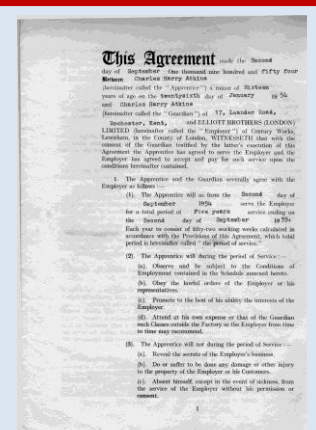 This Agreement made the Second
day of September One thousand nine hundred and fifty four
Between Charles Harry Atkins
(hereinafter called the "Apprentice") a minor of Sixteen
years of age on the twentysixth day of January 1954
and Charles Harry Atkins
(hereinafter called the "Guardian") of 17, Leander Road,
Rochester, Kent, and ELLIOTT BROTHERS (LONDON)
LIMITED (hereinafter called the "Employer") of Century Works,
Lewisham, in the County of London, WITNESSETH that with the
consent of the Guardian testified by the latter's execution of this
Agreement the Apprentice has agreed to serve the Employer and the
Employer has agreed to accept and pay for such service upon the
conditions hereinafter contained.
1. The Apprentice and the Guardian severally agree with the
Employer as follows :—
(1). The Apprentice will as from the Second day of
September 1954 serve the Employer
for a total period of Five years service ending on
the Second day of September 1959.
Each year to consist of fifty-two working weeks calculated in
accordance with the Provisions of this Agreement, which total
period is hereinafter called "the period of service."
(2). The Apprentice will during the period of Service :—
(a). Observe and be subject to the Conditions of
Employment contained in the Schedule annexed hereto.
(b). Obey the lawful orders of the Employer or his
representatives.
(c). Promote to the best of his ability the interests of the
Employer.
(d). Attend at his own expense or that of the Guardian
such Classes outside the Factory as the Employer from time
to time may recommend.
(3). The Apprentice will not during the period of Service :—
(a). Reveal the secrets of the Employer's business.
(b). Do or suffer to be done any damage or other injury
to the property of the Employer or his Customers.
(c). Absent himself, except in the event of sickness, from
the service of the Employer without his permission or
consent.